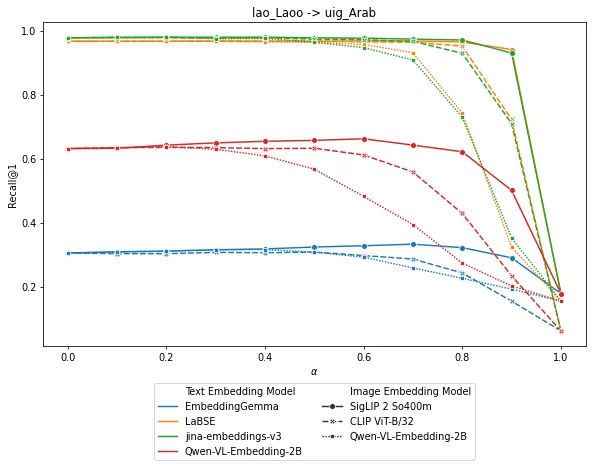 lao_Laoo -> uig_Arab
1.0
0.8
0.6
0.4
0.2
Recall@1
0.0 0.2 0.4 0.6 0.8 1.0
α
Text Embedding Model
EmbeddingGemma
LaBSE
jina-embeddings-v3
Qwen-VL-Embedding-2B
Image Embedding Model
SigLIP 2 So400m
CLIP ViT-B/32
Qwen-VL-Embedding-2B